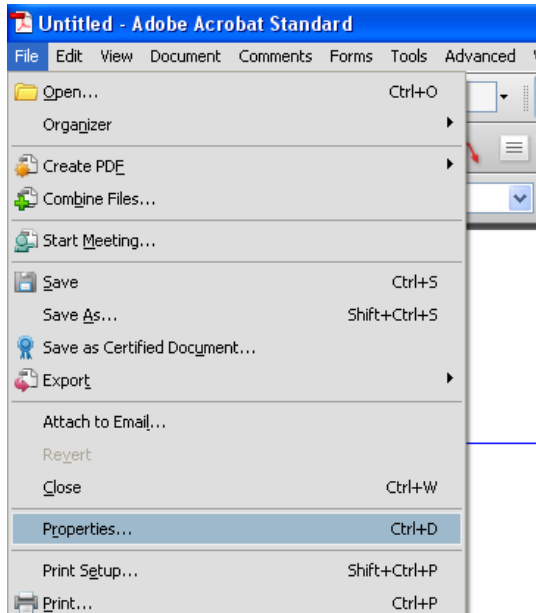 Untitled - Adobe Acrobat Standard
File Edit View Document Comments Forms Tools Advanced
Open... Ctrl+O
Organizer
Create PDF
Combine Files...
Start Meeting...
Save Ctrl+S
Save As... Shift+Ctrl+S
Save as Certified Document...
Export
Attach to Email...
Revert
Close Ctrl+W
Properties... Ctrl+D
Print Setup... Shift+Ctrl+P
Print... Ctrl+P